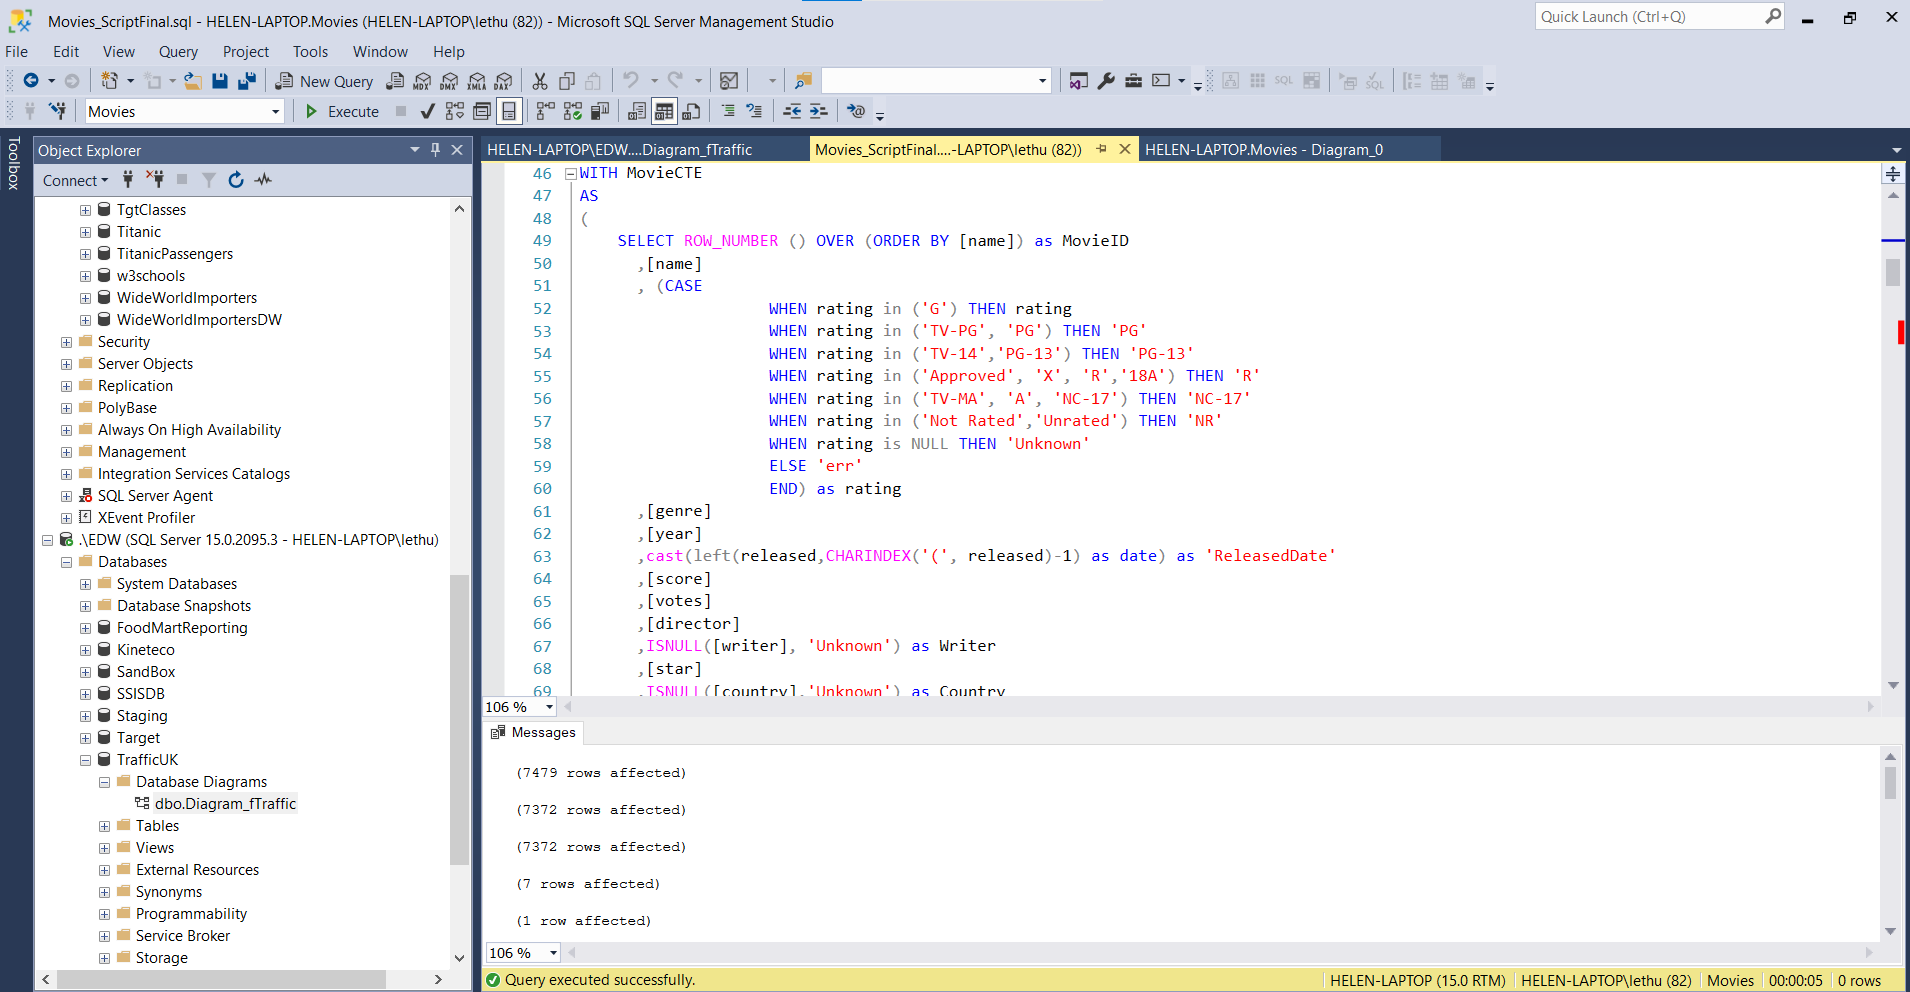 Movies_ScriptFinal.sql - HELEN-LAPTOP.Movies (HELEN-LAPTOP\lethu (82)) - Microsoft SQL Server Management Studio
Quick Launch (Ctrl+Q)
File Edit View Query Project Tools Window Help
New Query MDX DMX XMLA DAX SQL SQL
Movies Execute
Toolbox
Object Explorer
Connect
TgtClasses
Titanic
TitanicPassengers
w3schools
WideWorldImporters
WideWorldImportersDW
Security
Server Objects
Replication
PolyBase
Always On High Availability
Management
Integration Services Catalogs
SQL Server Agent
XEvent Profiler
.\EDW (SQL Server 15.0.2095.3 - HELEN-LAPTOP\lethu)
Databases
System Databases
Database Snapshots
FoodMartReporting
Kineteco
SandBox
SSISDB
Staging
Target
TrafficUK
Database Diagrams
dbo.Diagram_fTraffic
Tables
Views
External Resources
Synonyms
Programmability
Service Broker
Storage
HELEN-LAPTOP\EDW....Diagram_fTraffic Movies_ScriptFinal....-LAPTOP\lethu (82)) HELEN-LAPTOP.Movies - Diagram_0
46 WITH MovieCTE
47 AS
48 (
49 SELECT ROW_NUMBER () OVER (ORDER BY [name]) as MovieID
50 ,[name]
51 , (CASE
52 WHEN rating in ('G') THEN rating
53 WHEN rating in ('TV-PG', 'PG') THEN 'PG'
54 WHEN rating in ('TV-14','PG-13') THEN 'PG-13'
55 WHEN rating in ('Approved', 'X', 'R','18A') THEN 'R'
56 WHEN rating in ('TV-MA', 'A', 'NC-17') THEN 'NC-17'
57 WHEN rating in ('Not Rated','Unrated') THEN 'NR'
58 WHEN rating is NULL THEN 'Unknown'
59 ELSE 'err'
60 END) as rating
61 ,[genre]
62 ,[year]
63 ,cast(left(released,CHARINDEX('(', released)-1) as date) as 'ReleasedDate'
64 ,[score]
65 ,[votes]
66 ,[director]
67 ,ISNULL([writer], 'Unknown') as Writer
68 ,[star]
69 ,ISNULL([country],'Unknown') as Country
106 %
Messages
(7479 rows affected)
(7372 rows affected)
(7372 rows affected)
(7 rows affected)
(1 row affected)
106 %
Query executed successfully. HELEN-LAPTOP (15.0 RTM) HELEN-LAPTOP\lethu (82) Movies 00:00:05 0 rows